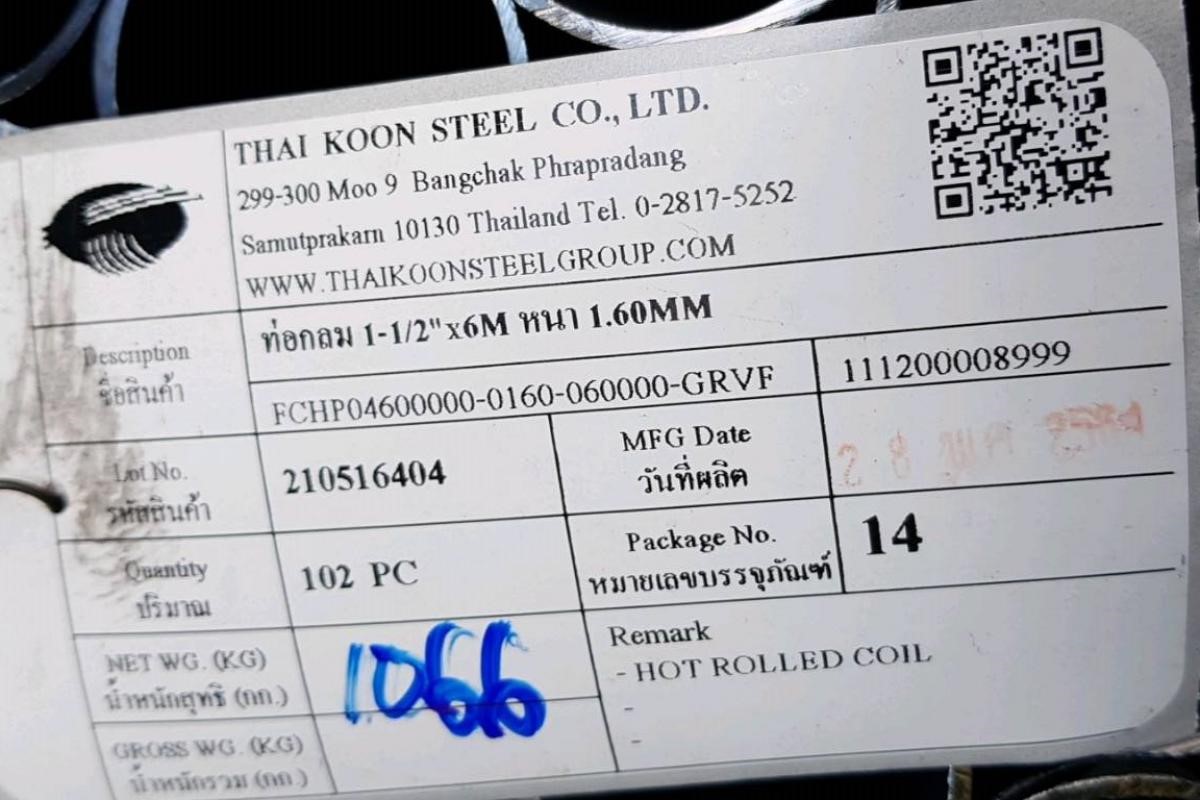 THAI KOON STEEL CO., LTD.
299-300 Moo 9 Bangchak Phrapradang
Samutprakarn 10130 Thailand Tel. 0-2817-5252
WWW.THAIKOONSTEELGROUP.COM
Description
ชื่อสินค้า
ท่อกลม 1-1/2"x6M หนา 1.60MM
FCHP04600000-0160-060000-GRVF
111200008999
Lot No.
รหัสสินค้า
210516404
MFG Date
วันที่ผลิต
28
Quantity
ปริมาณ
102 PC
Package No.
หมายเลขบรรจุภัณฑ์
14
NET WG. (KG)
น้ำหนักสุทธิ (กก.)
1066
Remark
- HOT ROLLED COIL
-
-
GROSS WG. (KG)
น้ำหนักรวม (กก.)